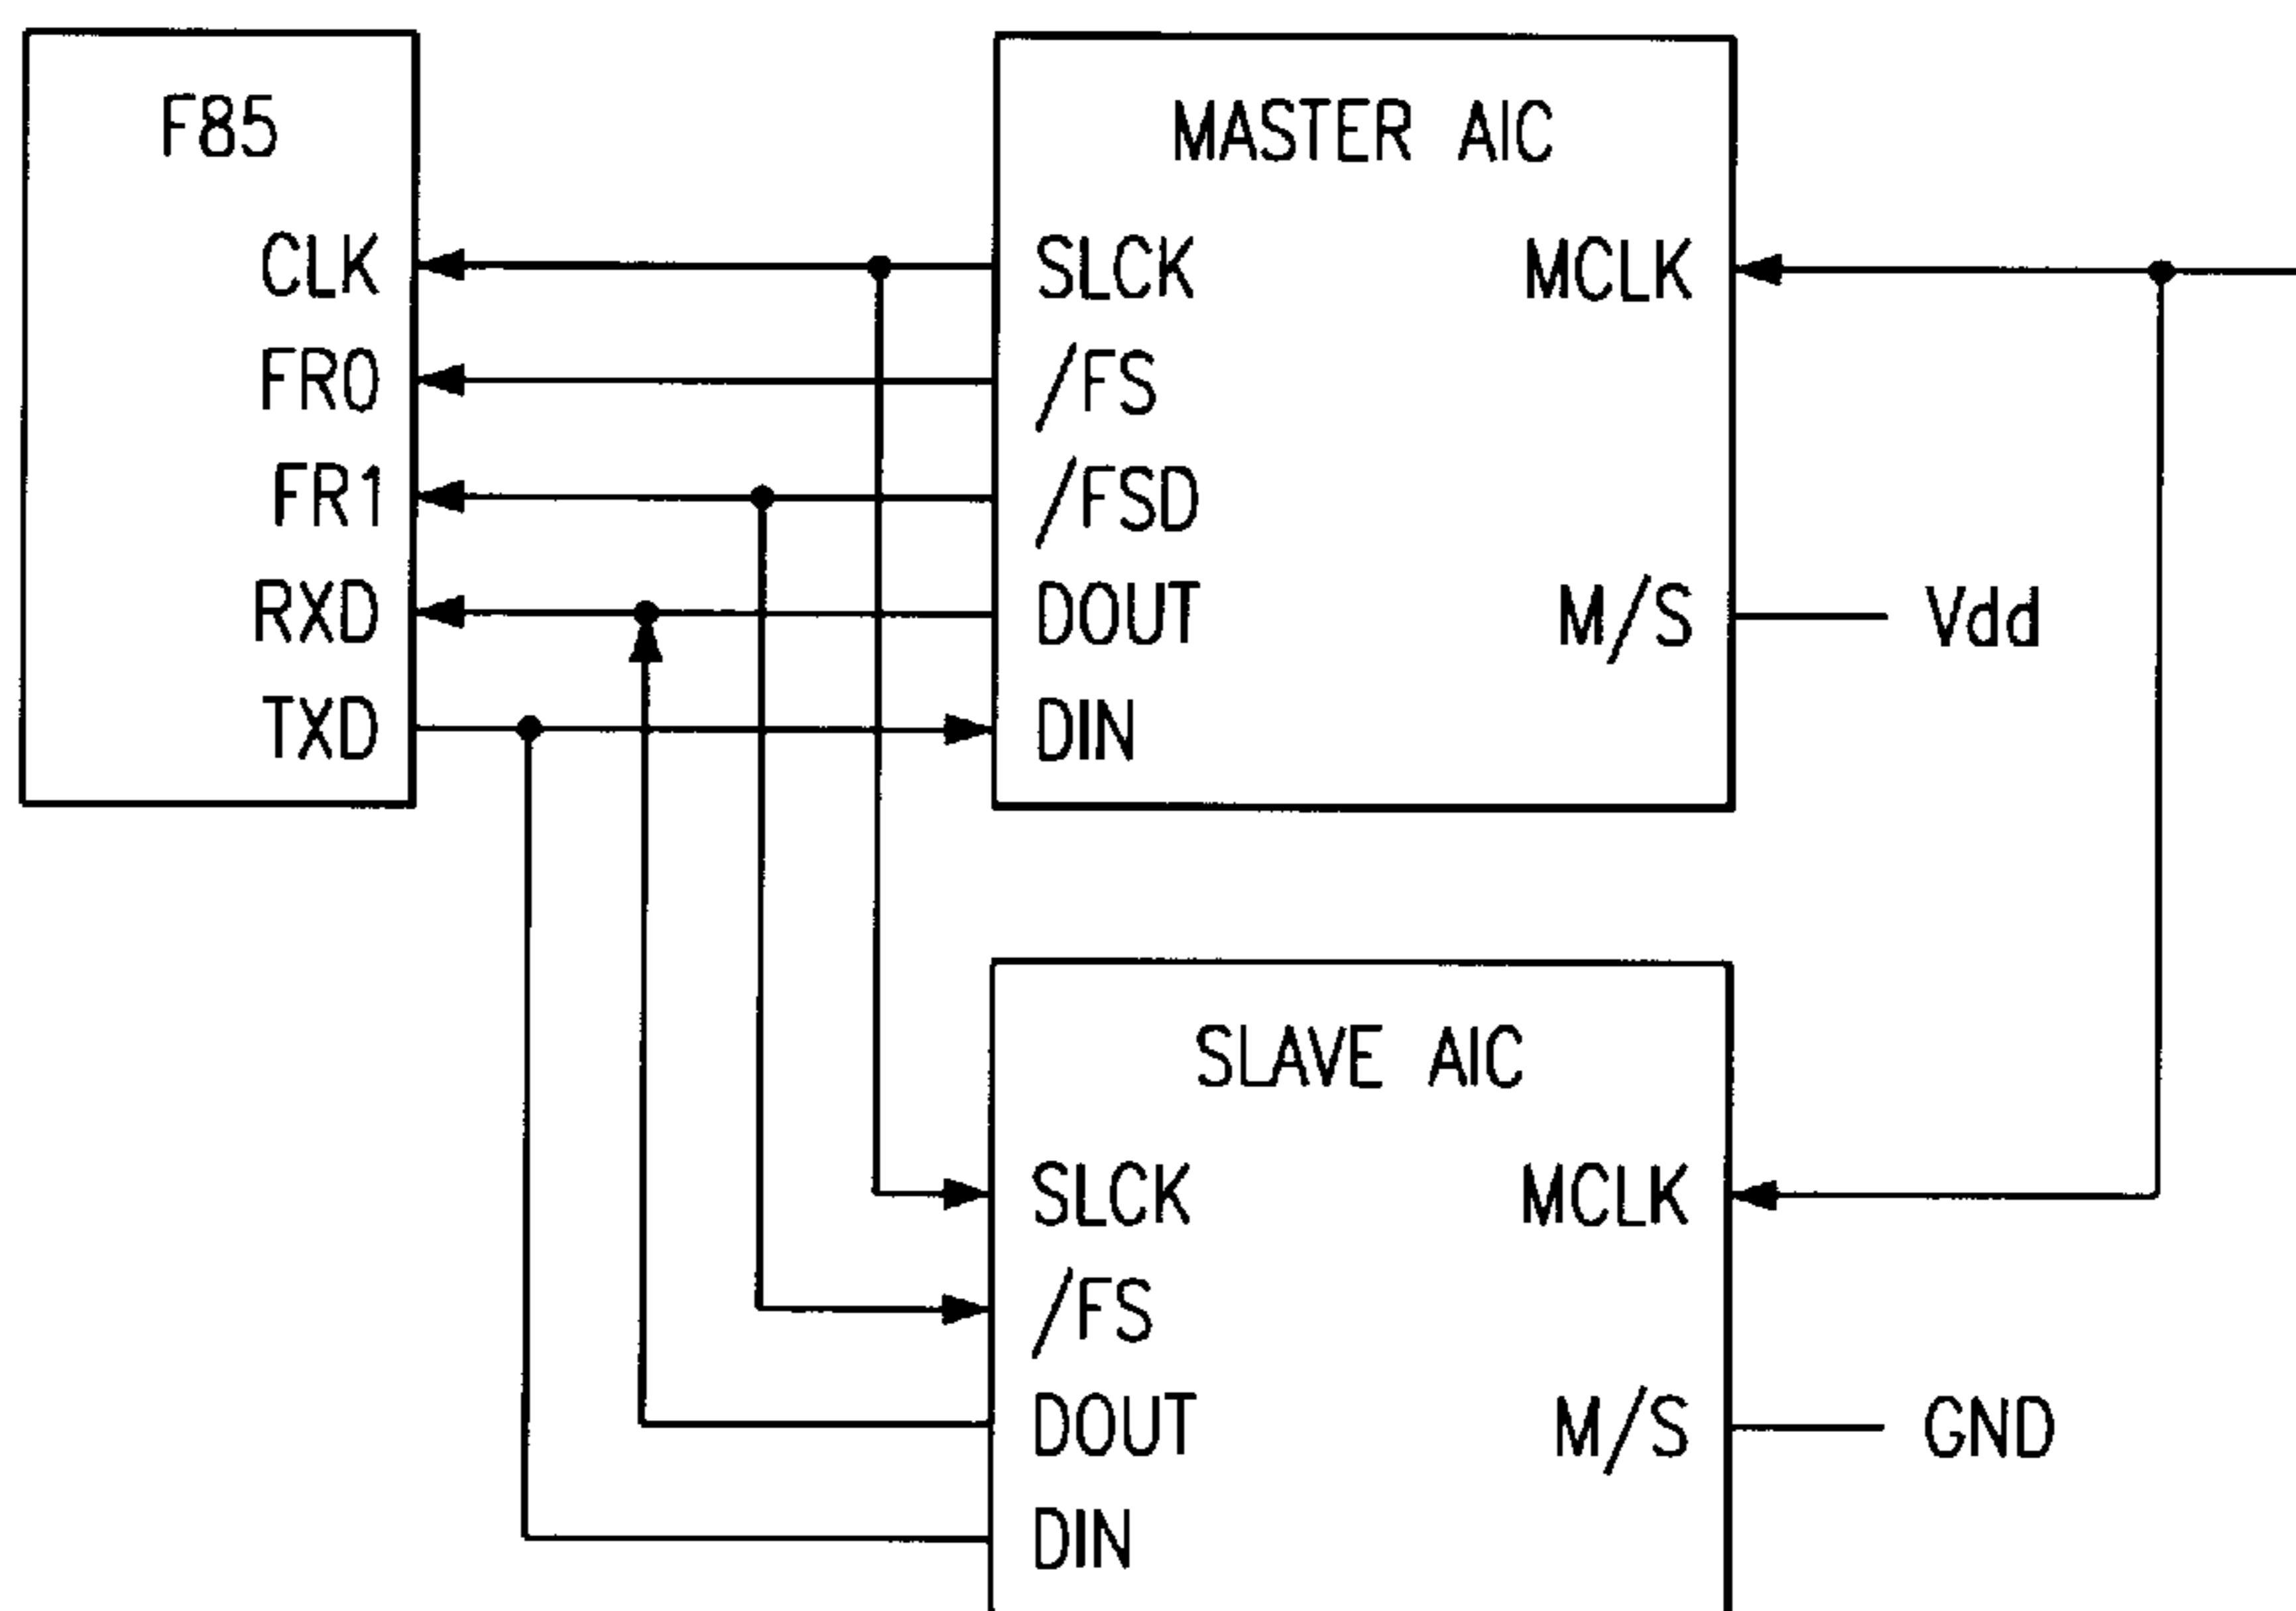 F85
CLK
FR0
FR1
RXD
TXD
MASTER AIC
SLCK
MCLK
/FS
/FSD
DOUT
M/S
Vdd
DIN
SLAVE AIC
SLCK
MCLK
/FS
DOUT
M/S
GND
DIN